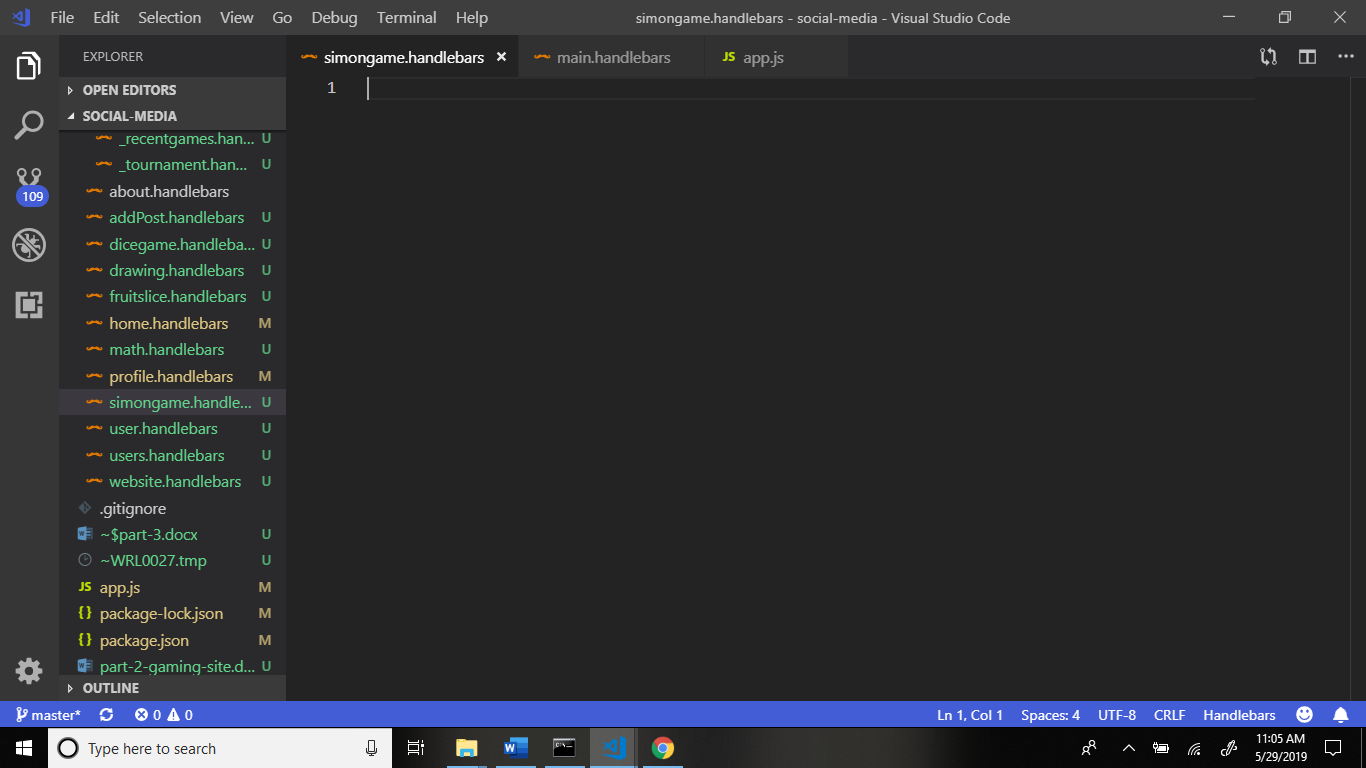 File Edit Selection View Go Debug Terminal Help simongame.handlebars - social-media - Visual Studio Code
EXPLORER
simongame.handlebars
main.handlebars
JS app.js
OPEN EDITORS
SOCIAL-MEDIA
_recentgames.han... U
_tournament.han... U
about.handlebars
addPost.handlebars U
dicegame.handleba... U
drawing.handlebars U
fruitslice.handlebars U
home.handlebars M
math.handlebars U
profile.handlebars M
simongame.handle... U
user.handlebars U
users.handlebars U
website.handlebars U
.gitignore
~$part-3.docx U
~WRL0027.tmp U
JS app.js M
{} package-lock.json M
{} package.json M
part-2-gaming-site.d... U
OUTLINE
109
1
master* 0 0 Ln 1, Col 1 Spaces: 4 UTF-8 CRLF Handlebars
Type here to search
11:05 AM
5/29/2019